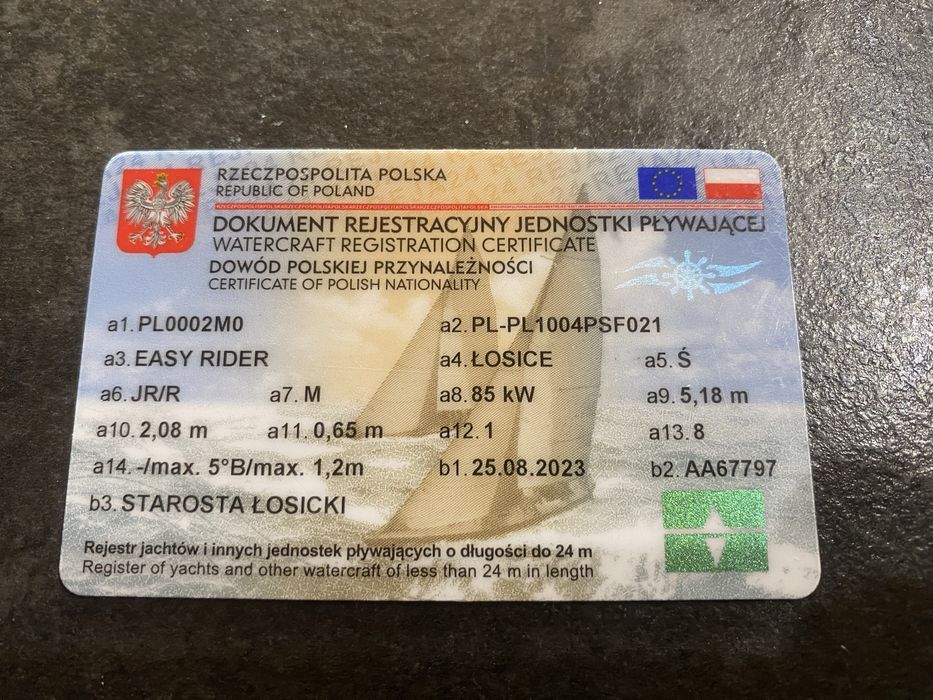 RZECZPOSPOLITA POLSKA
REPUBLIC OF POLAND
DOKUMENT REJESTRACYJNY JEDNOSTKI PŁYWAJĄCEJ
WATERCRAFT REGISTRATION CERTIFICATE
DOWÓD POLSKIEJ PRZYNALEŻNOŚCI
CERTIFICATE OF POLISH NATIONALITY
a1. PL0002M0 a2. PL-PL1004PSF021
a3. EASY RIDER a4. ŁOSICE a5. Ś
a6. JR/R a7. M a8. 85 kW a9. 5,18 m
a10. 2,08 m a11. 0,65 m a12. 1 a13. 8
a14. -/max. 5°B/max. 1,2m b1. 25.08.2023 b2. AA67797
b3. STAROSTA ŁOSICKI
Rejestr jachtów i innych jednostek pływających o długości do 24 m
Register of yachts and other watercraft of less than 24 m in length